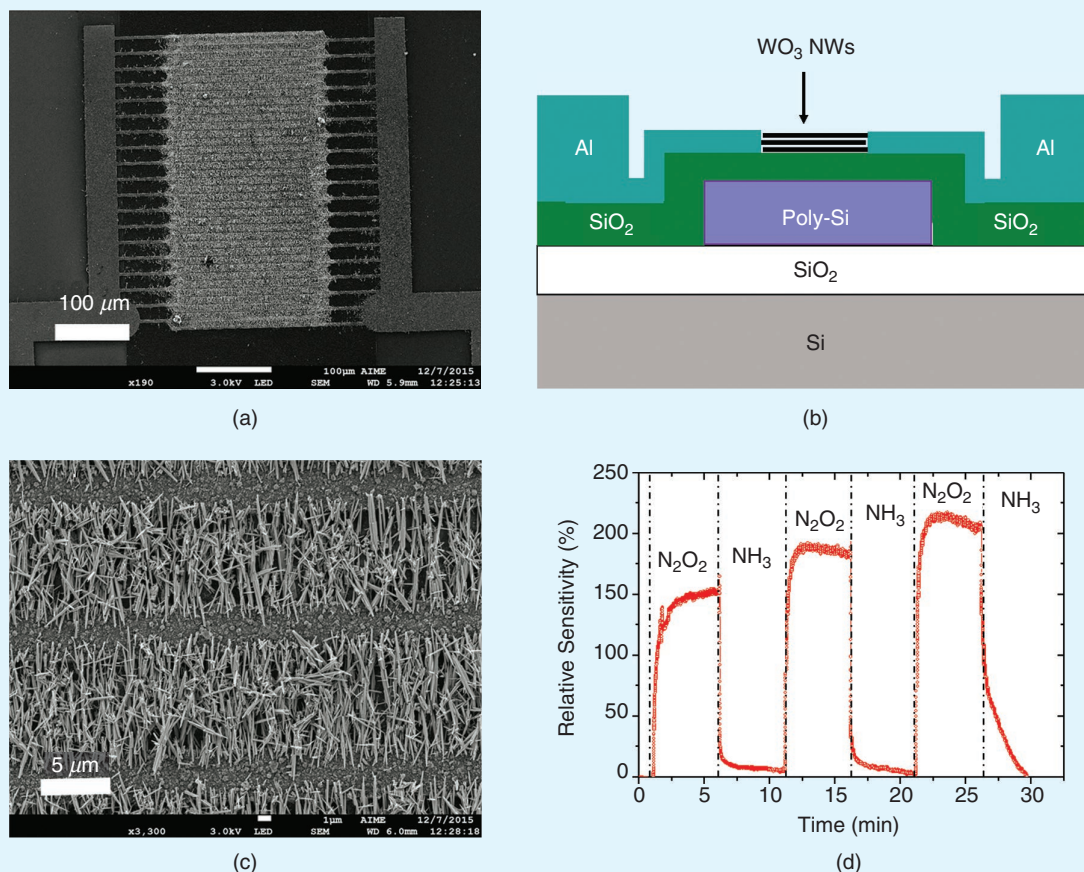 100 μm
100μm AIME 12/7/2015
x190 3.0kV LED SEM WD 5.9mm 12:25:13
(a)
WO3 NWs
Al Al
Poly-Si
SiO2 SiO2
SiO2
Si
(b)
5 μm
1μm AIME 12/7/2015
x3,300 3.0kV LED SEM WD 6.0mm 12:28:18
(c)
250
200
150
100
50
0
Relative Sensitivity (%)
N2O2 NH3 N2O2 NH3 N2O2 NH3
0 5 10 15 20 25 30
Time (min)
(d)